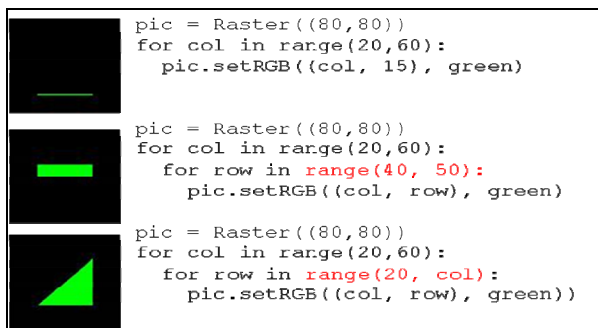 pic = Raster((80,80))
for col in range(20,60):
  pic.setRGB((col, 15), green)
pic = Raster((80,80))
for col in range(20,60):
  for row in range(40, 50):
    pic.setRGB((col, row), green)
pic = Raster((80,80))
for col in range(20,60):
  for row in range(20, col):
    pic.setRGB((col, row), green))